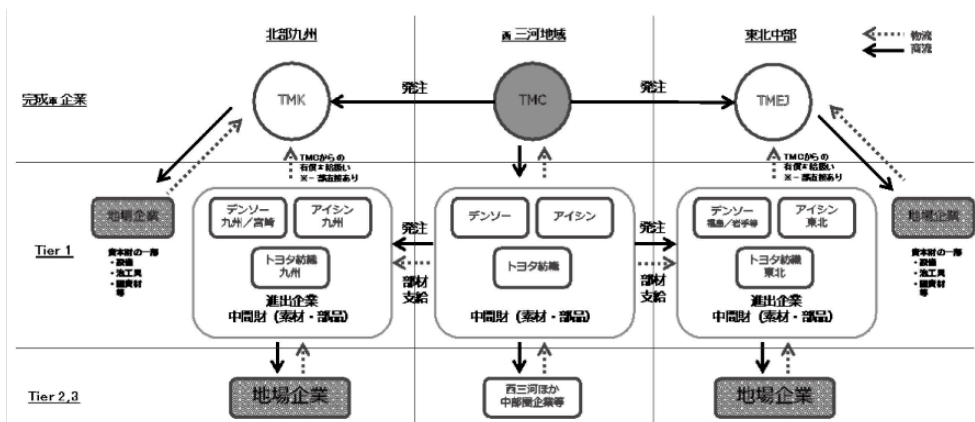 北部九州
西三河地域
東北中部
物流
商流
完成車企業
TMK
発注
TMC
発注
TMEJ
TMCからの
有償支給扱い
※一部直接あり
TMCからの
有償支給扱い
※一部直接あり
Tier 1
地場企業
資本財の一部
・設備
・治工具
・副資材
等
デンソー
九州/宮崎
アイシン
九州
トヨタ紡織
九州
進出企業
中間財(素材・部品)
発注
部材
支給
デンソー
アイシン
トヨタ紡織
中間財(素材・部品)
発注
部材
支給
デンソー
福島/岩手等
アイシン
東北
トヨタ紡織
東北
進出企業
中間財(素材・部品)
地場企業
資本財の一部
・設備
・治工具
・副資材
等
Tier 2,3
地場企業
西三河ほか
中部圏企業等
地場企業